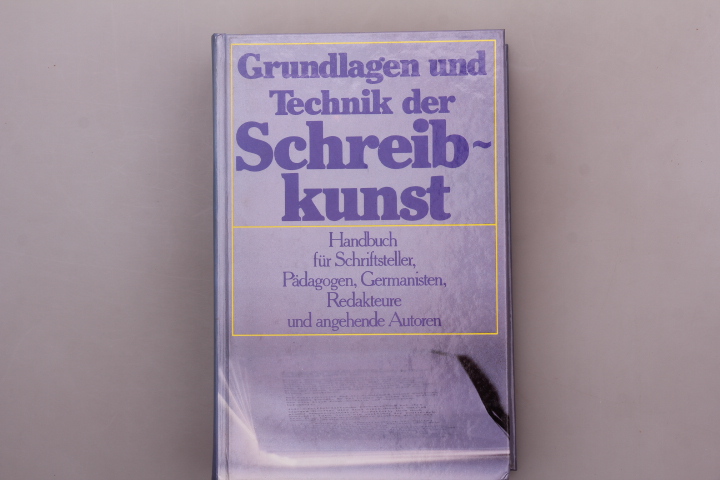 Grundlagen und
Technik der
Schreib-
kunst
Handbuch
für Schriftsteller,
Pädagogen, Germanisten,
Redakteure
und angehende Autoren